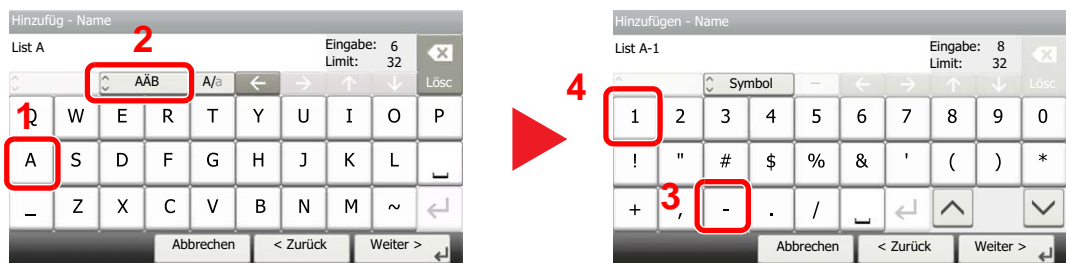 Hinzufüg - Name
2
List A
Eingabe: 6
Limit: 32
AÄB A/a ← → ↑ ↓ Lösc
1
Q W E R T Y U I O P
A S D F G H J K L
_ Z X C V B N M ~
Abbrechen < Zurück Weiter >
Hinzufügen - Name
List A-1
Eingabe: 8
Limit: 32
4
Symbol - ← → ↑ ↓ Lösc
1 2 3 4 5 6 7 8 9 0
! " # $ % & ' ( ) *
3
+ , - . /
Abbrechen < Zurück Weiter >